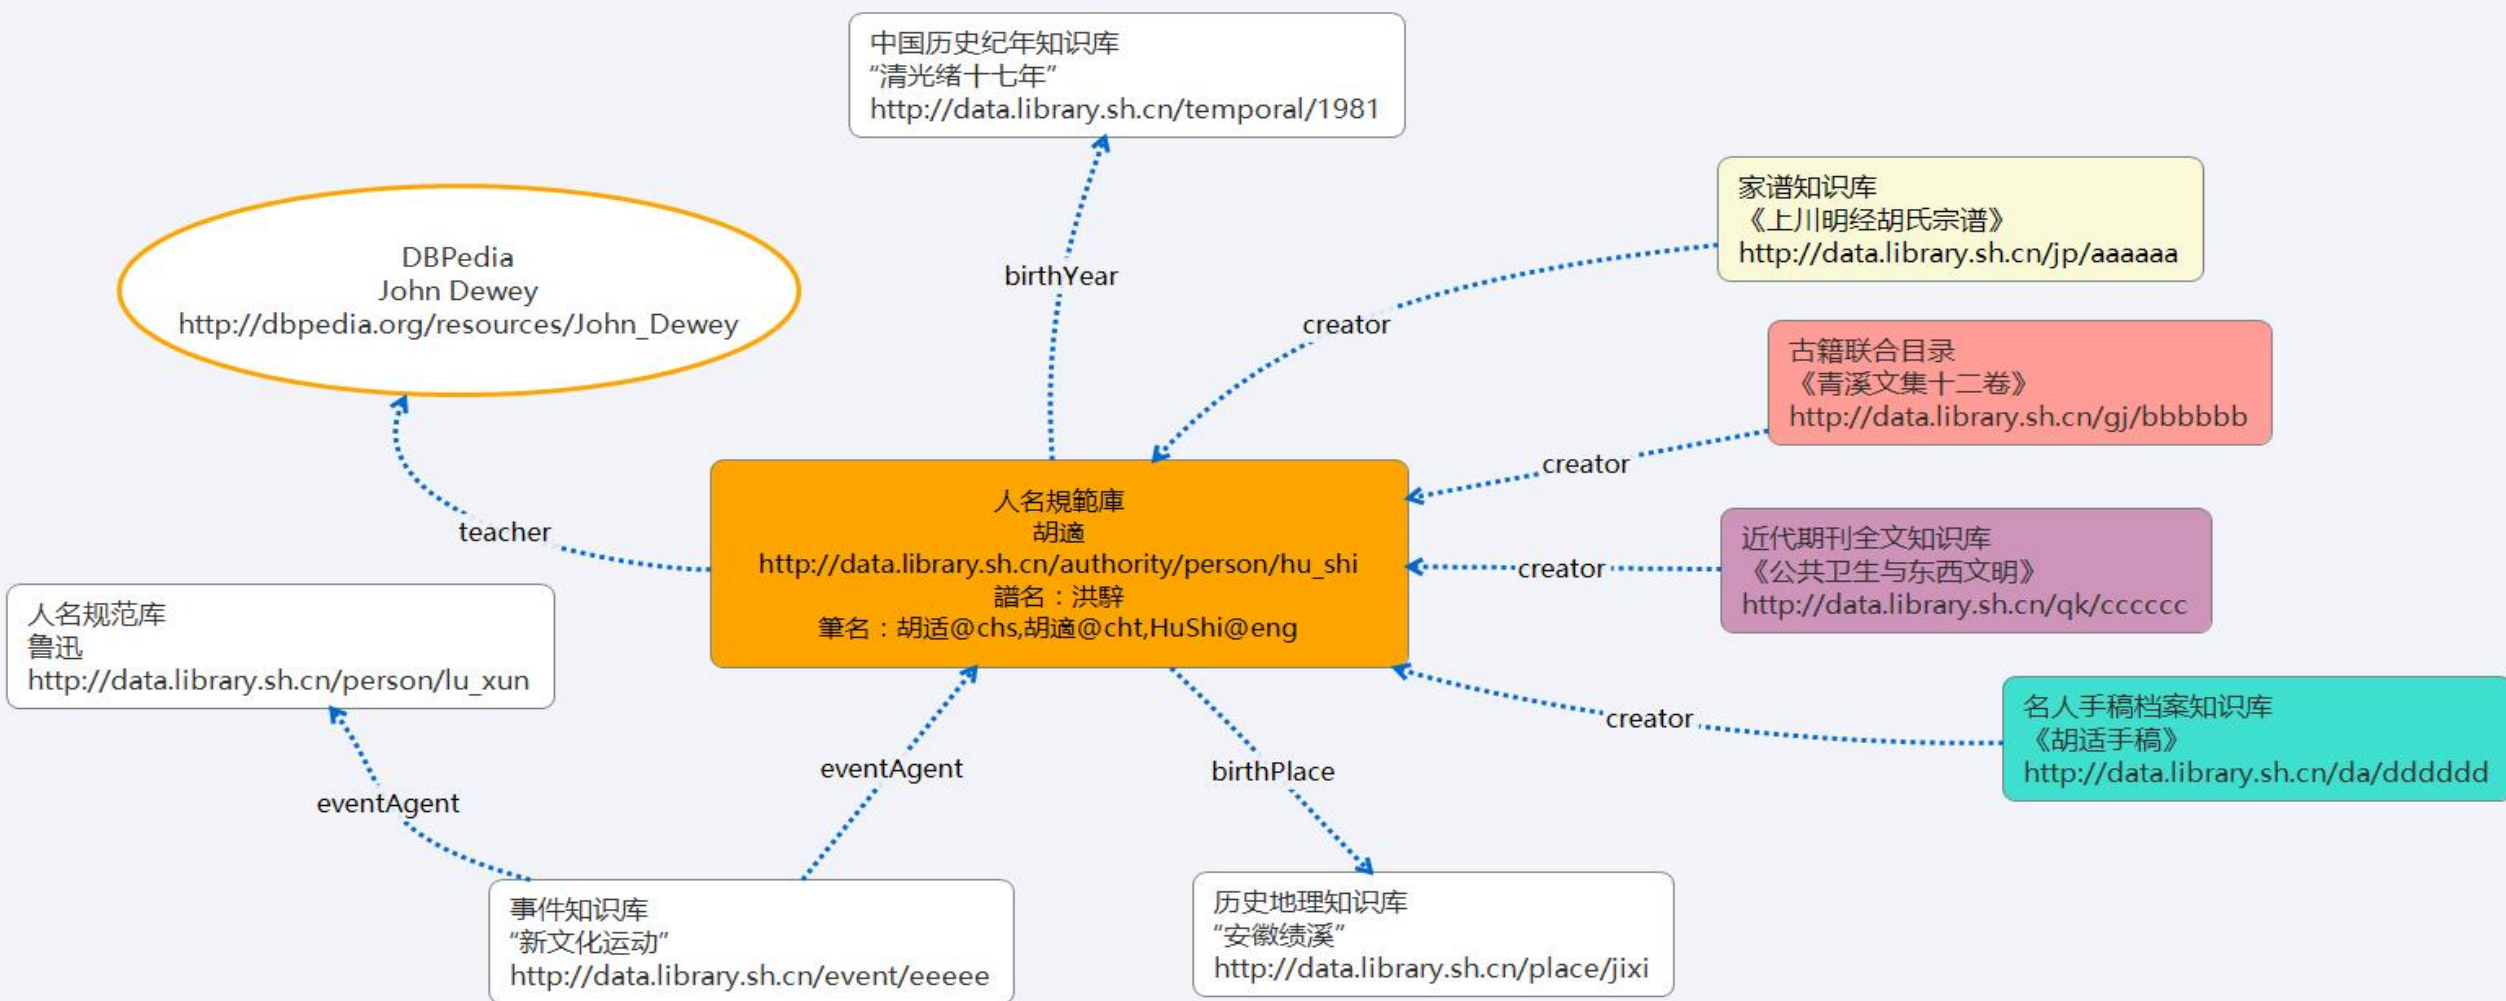 中国历史纪年知识库
“清光绪十七年”
http://data.library.sh.cn/temporal/1981
家谱知识库
《上川明经胡氏宗谱》
http://data.library.sh.cn/jp/aaaaaa
DBPedia
John Dewey
http://dbpedia.org/resources/John_Dewey
birthYear
creator
古籍联合目录
《青溪文集十二卷》
http://data.library.sh.cn/gj/bbbbbb
creator
teacher
人名規範庫
胡適
http://data.library.sh.cn/authority/person/hu_shi
譜名：洪騂
筆名：胡适@chs,胡適@cht,HuShi@eng
creator
近代期刊全文知识库
《公共卫生与东西文明》
http://data.library.sh.cn/qk/cccccc
人名规范库
鲁迅
http://data.library.sh.cn/person/lu_xun
creator
名人手稿档案知识库
《胡适手稿》
http://data.library.sh.cn/da/dddddd
eventAgent
eventAgent
birthPlace
事件知识库
“新文化运动”
http://data.library.sh.cn/event/eeeee
历史地理知识库
“安徽绩溪”
http://data.library.sh.cn/place/jixi